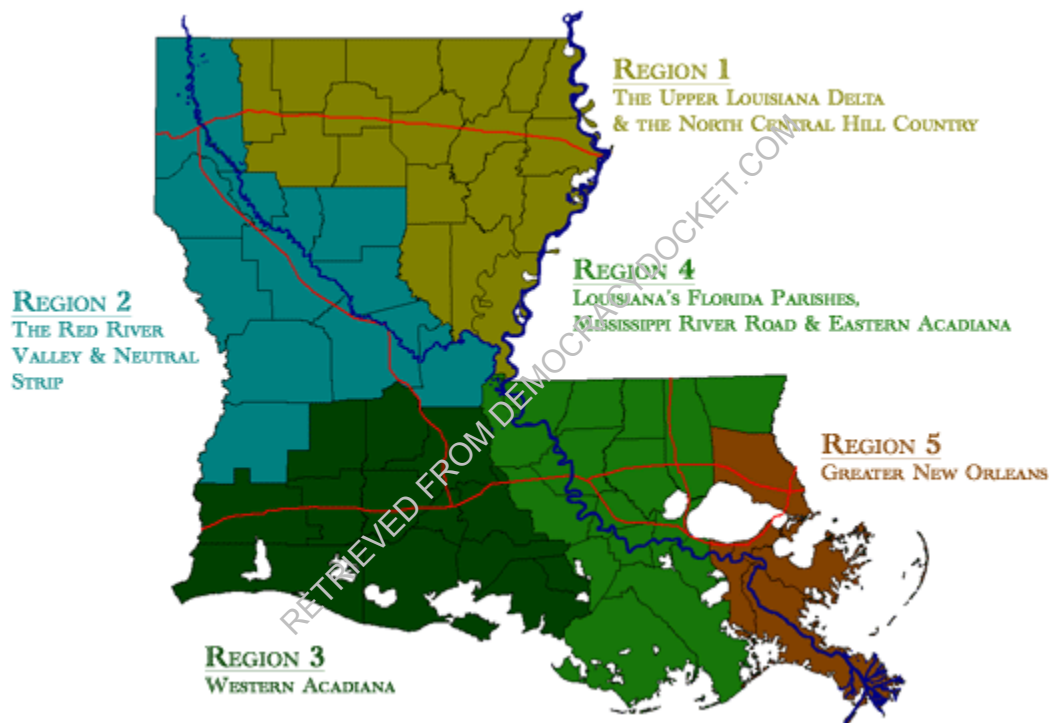 REGION 1
THE UPPER LOUISIANA DELTA
& THE NORTH CENTRAL HILL COUNTRY
REGION 4
LOUISIANA'S FLORIDA PARISHES,
MISSISSIPPI RIVER ROAD & EASTERN ACADIANA
REGION 2
THE RED RIVER
VALLEY & NEUTRAL
STRIP
REGION 5
GREATER NEW ORLEANS
REGION 3
WESTERN ACADIANA
RETRIEVED FROM DEMOCRACYDOCKET.COM